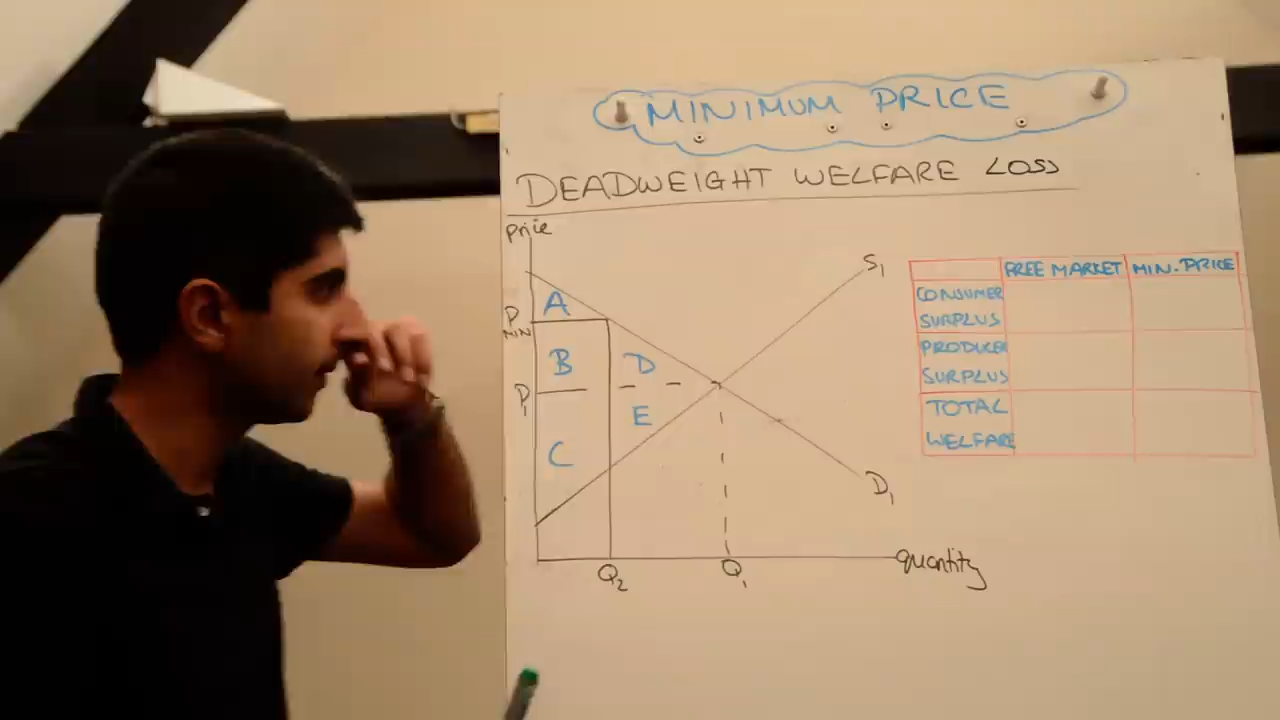 MINIMUM PRICE
DEADWEIGHT WELFARE LOSS
Price
S1
FREE MARKET
MIN. PRICE
CONSUMER
SURPLUS
A
P MIN
PRODUCER
SURPLUS
B
D
P1
E
TOTAL
WELFARE
C
D1
Q2
Q1
quantity